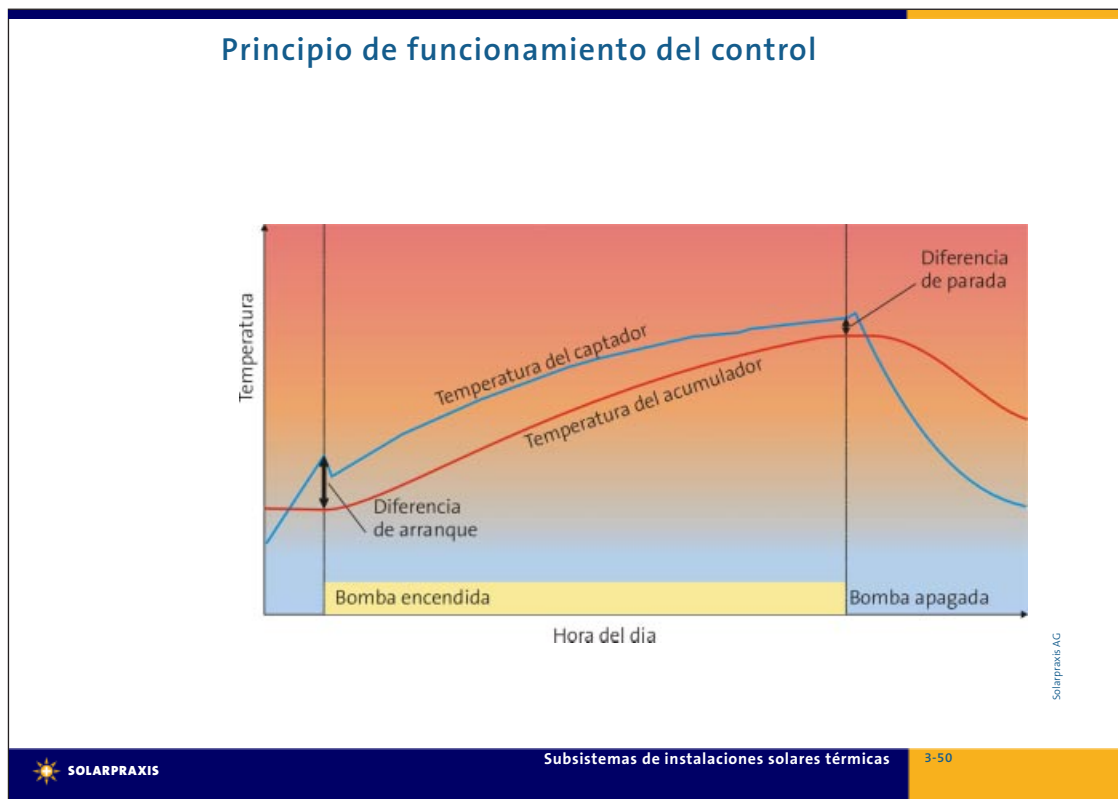 Principio de funcionamiento del control
Temperatura
Diferencia
de parada
Temperatura del captador
Temperatura del acumulador
Diferencia
de arranque
Bomba encendida
Bomba apagada
Hora del dia
Solarpraxis AG
SOLARPRAXIS
Subsistemas de instalaciones solares térmicas
3-50